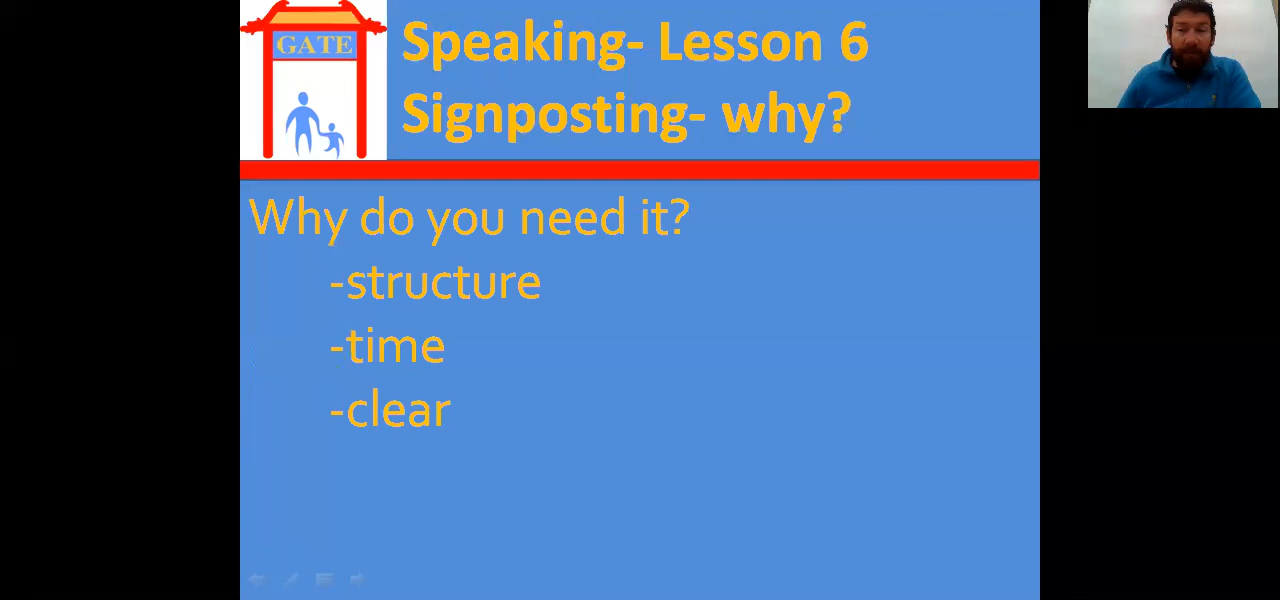 GATE
Speaking- Lesson 6
Signposting- why?
Why do you need it?
-structure
-time
-clear